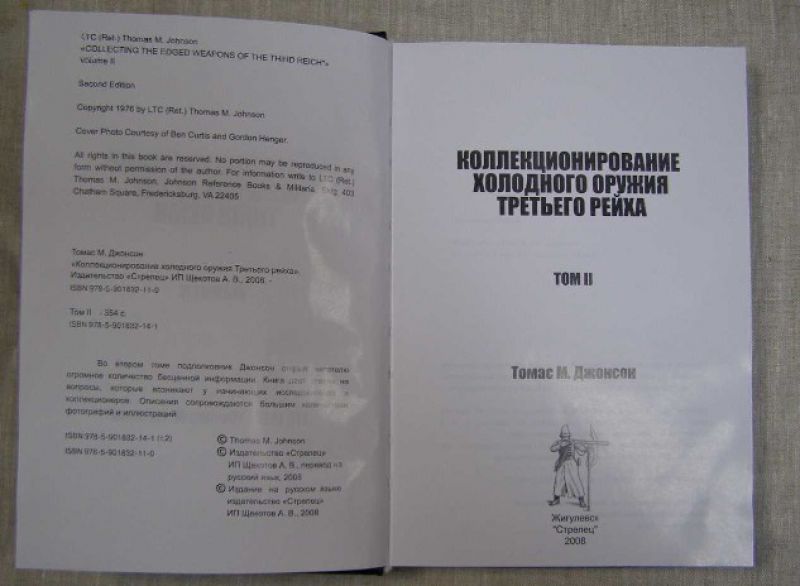 LTC (Ret.) Thomas M. Johnson
«COLLECTING THE EDGED WEAPONS OF THE THIRD REICH"»
volume II
Second Edition
Copyright 1976 by LTC (Ret.) Thomas M. Johnson
Cover Photo Courtesy of Ben Curtis and Gordon Henger.
All rights in this book are reserved. No portion may be reproduced in any
form without permission of the author. For information write to LTC (Ret.)
Thomas M. Johnson, Johnson Reference Books & Militaria, 403
Chatham Square, Fredericksburg, VA 22405
Томас М. Джонсон
«Коллекционирование холодного оружия Третьего рейха».
Издательство «Стрелец» ИП Щекотов А. В., 2008. -
ISBN 978-5-901832-11-0
Том II - 354 с.
ISBN 978-5-901832-14-1
Во втором томе подполковник Джонсон читателю
огромное количество бесценной информации. Книга на
вопросы, которые возникают у начинающих и
коллекционеров. Описания сопровождаются большим количеством
фотографий и иллюстраций.
ISBN 978-5-901832-14-1 (т.2)
ISBN 978-5-901832-11-0
© Thomas M. Johnson
© Издательство «Стрелец»
ИП Щекотов А. В., перевод на
русский язык, 2008
© Издание на русском языке
издательство «Стрелец»
ИП Щекотов А. В., 2008
КОЛЛЕКЦИОНИРОВАНИЕ
ХОЛОДНОГО ОРУЖИЯ
ТРЕТЬЕГО РЕЙХА
ТОМ II
Томас М. Джонсон
Жигулевск
"Стрелец"
2008